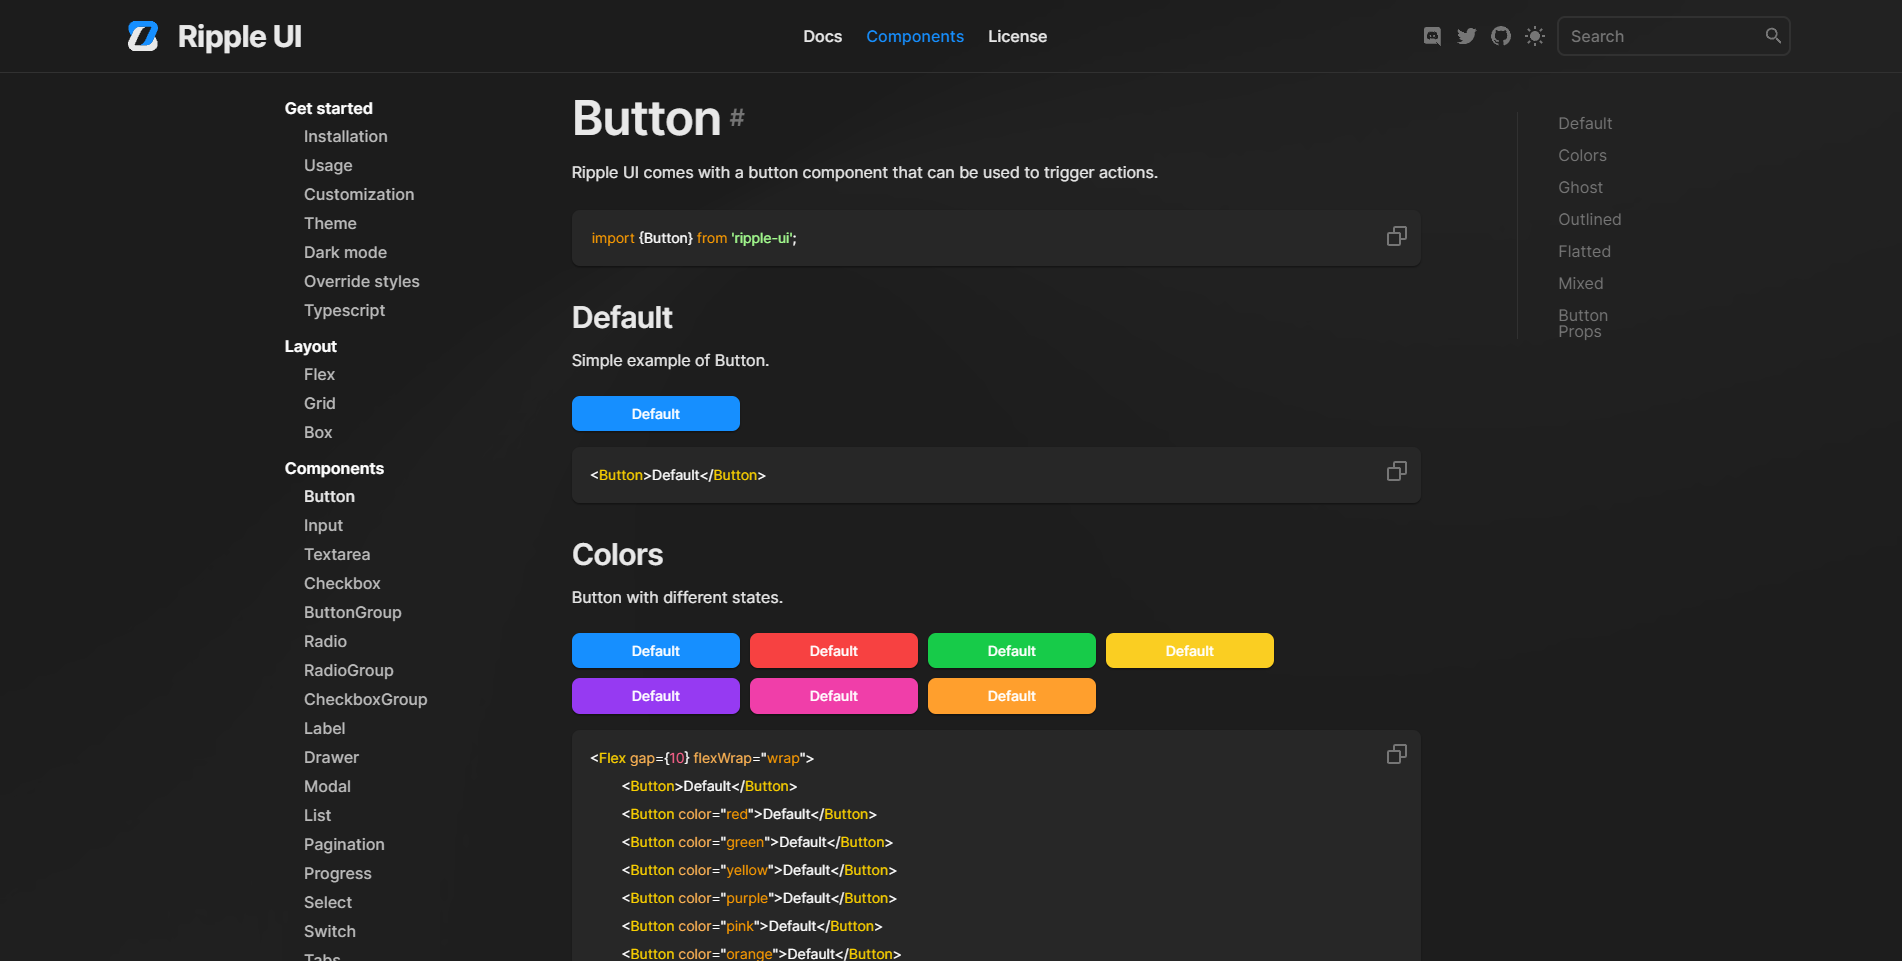 Ripple UI
Docs
Components
License
Search
Get started
Installation
Usage
Customization
Theme
Dark mode
Override styles
Typescript
Layout
Flex
Grid
Box
Components
Button
Input
Textarea
Checkbox
ButtonGroup
Radio
RadioGroup
CheckboxGroup
Label
Drawer
Modal
List
Pagination
Progress
Select
Switch
Tabs
Button #
Ripple UI comes with a button component that can be used to trigger actions.
import {Button} from 'ripple-ui';
Default
Simple example of Button.
Default
<Button>Default</Button>
Colors
Button with different states.
Default
Default
Default
Default
Default
Default
Default
<Flex gap={10} flexWrap="wrap">
<Button>Default</Button>
<Button color="red">Default</Button>
<Button color="green">Default</Button>
<Button color="yellow">Default</Button>
<Button color="purple">Default</Button>
<Button color="pink">Default</Button>
<Button color="orange">Default</Button>
Default
Colors
Ghost
Outlined
Flatted
Mixed
Button
Props